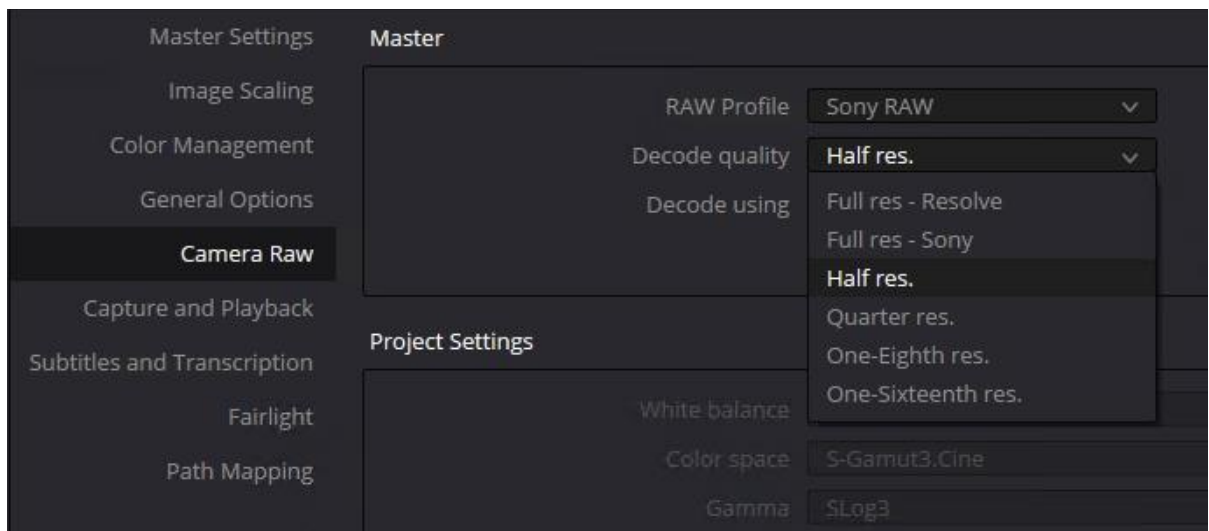 Master Settings
Image Scaling
Color Management
General Options
Camera Raw
Capture and Playback
Subtitles and Transcription
Fairlight
Path Mapping
Master
RAW Profile Sony RAW
Decode quality Half res.
Decode using
Full res - Resolve
Full res - Sony
Half res.
Quarter res.
One-Eighth res.
One-Sixteenth res.
Project Settings
White balance
Color space S-Gamut3.Cine
Gamma SLog3